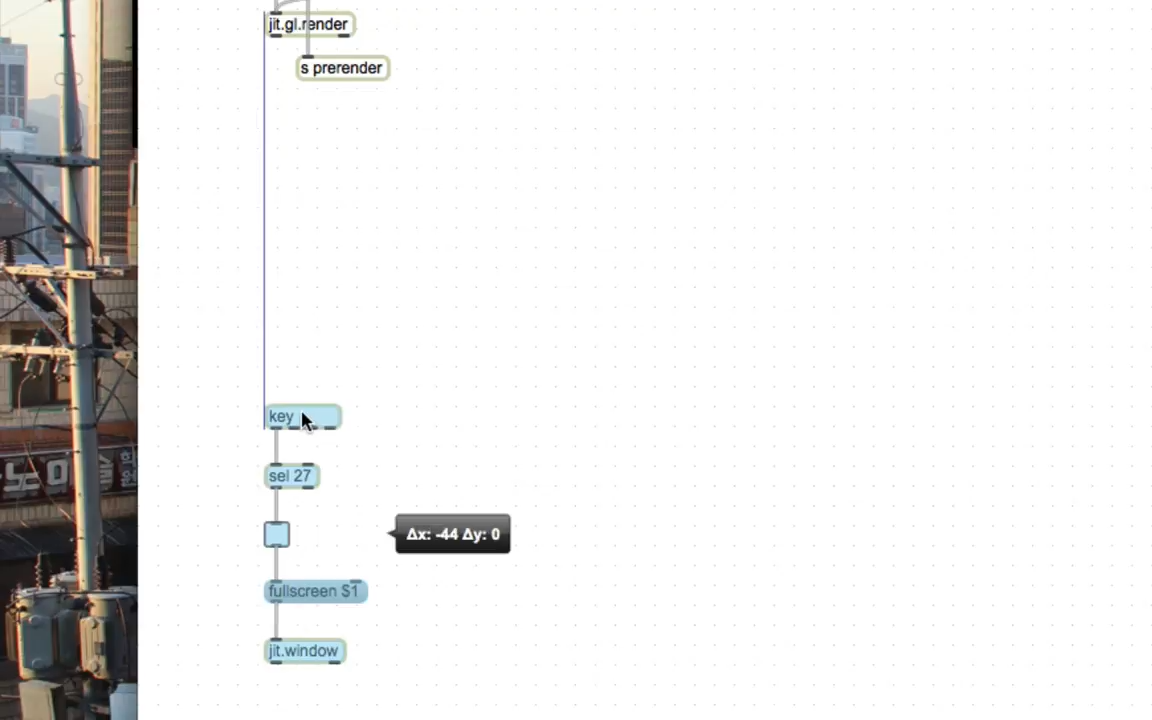 jit.gl.render
s prerender
key
sel 27
Δx: -44 Δy: 0
fullscreen $1
jit.window